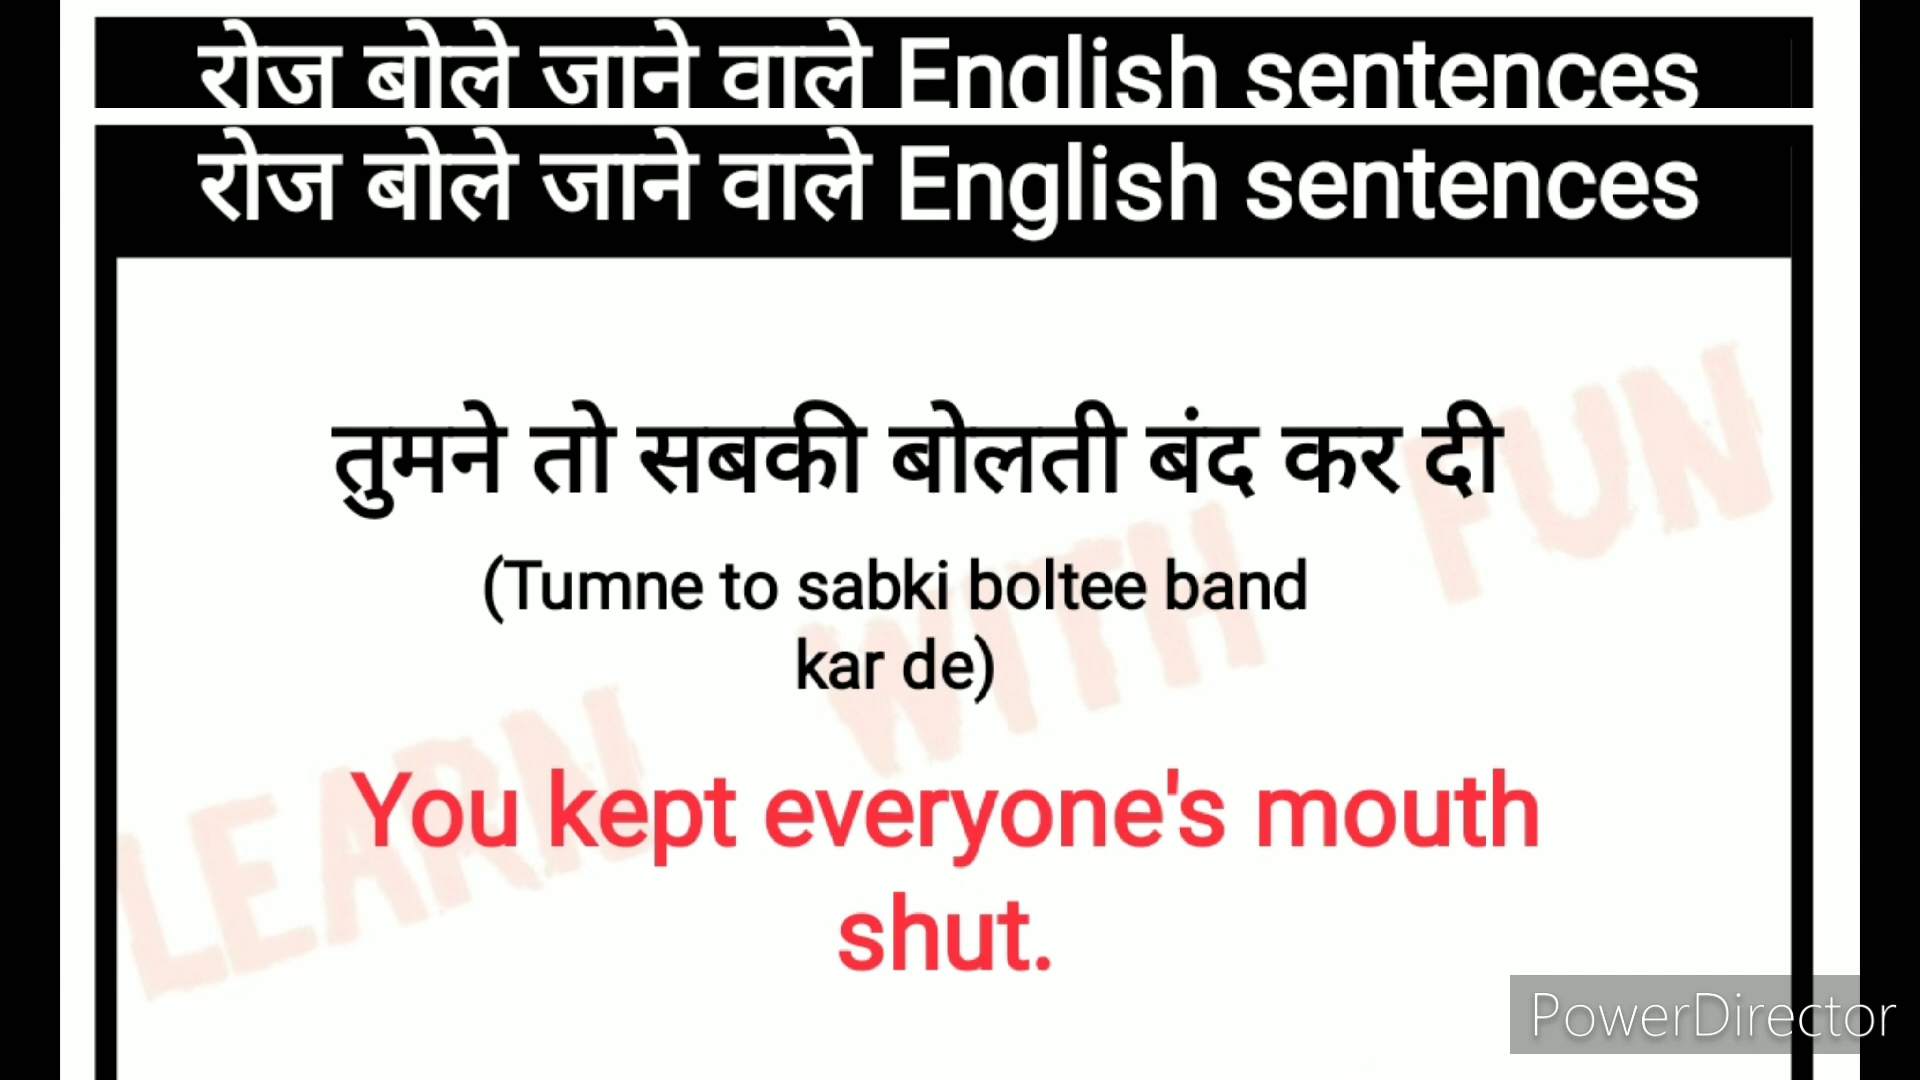 रोज बोले जाने वाले English sentences
रोज बोले जाने वाले English sentences
तुमने तो सबकी बोलती बंद कर दी
(Tumne to sabki boltee band
kar de)
You kept everyone's mouth
shut.
LEARN WITH FUN
PowerDirector